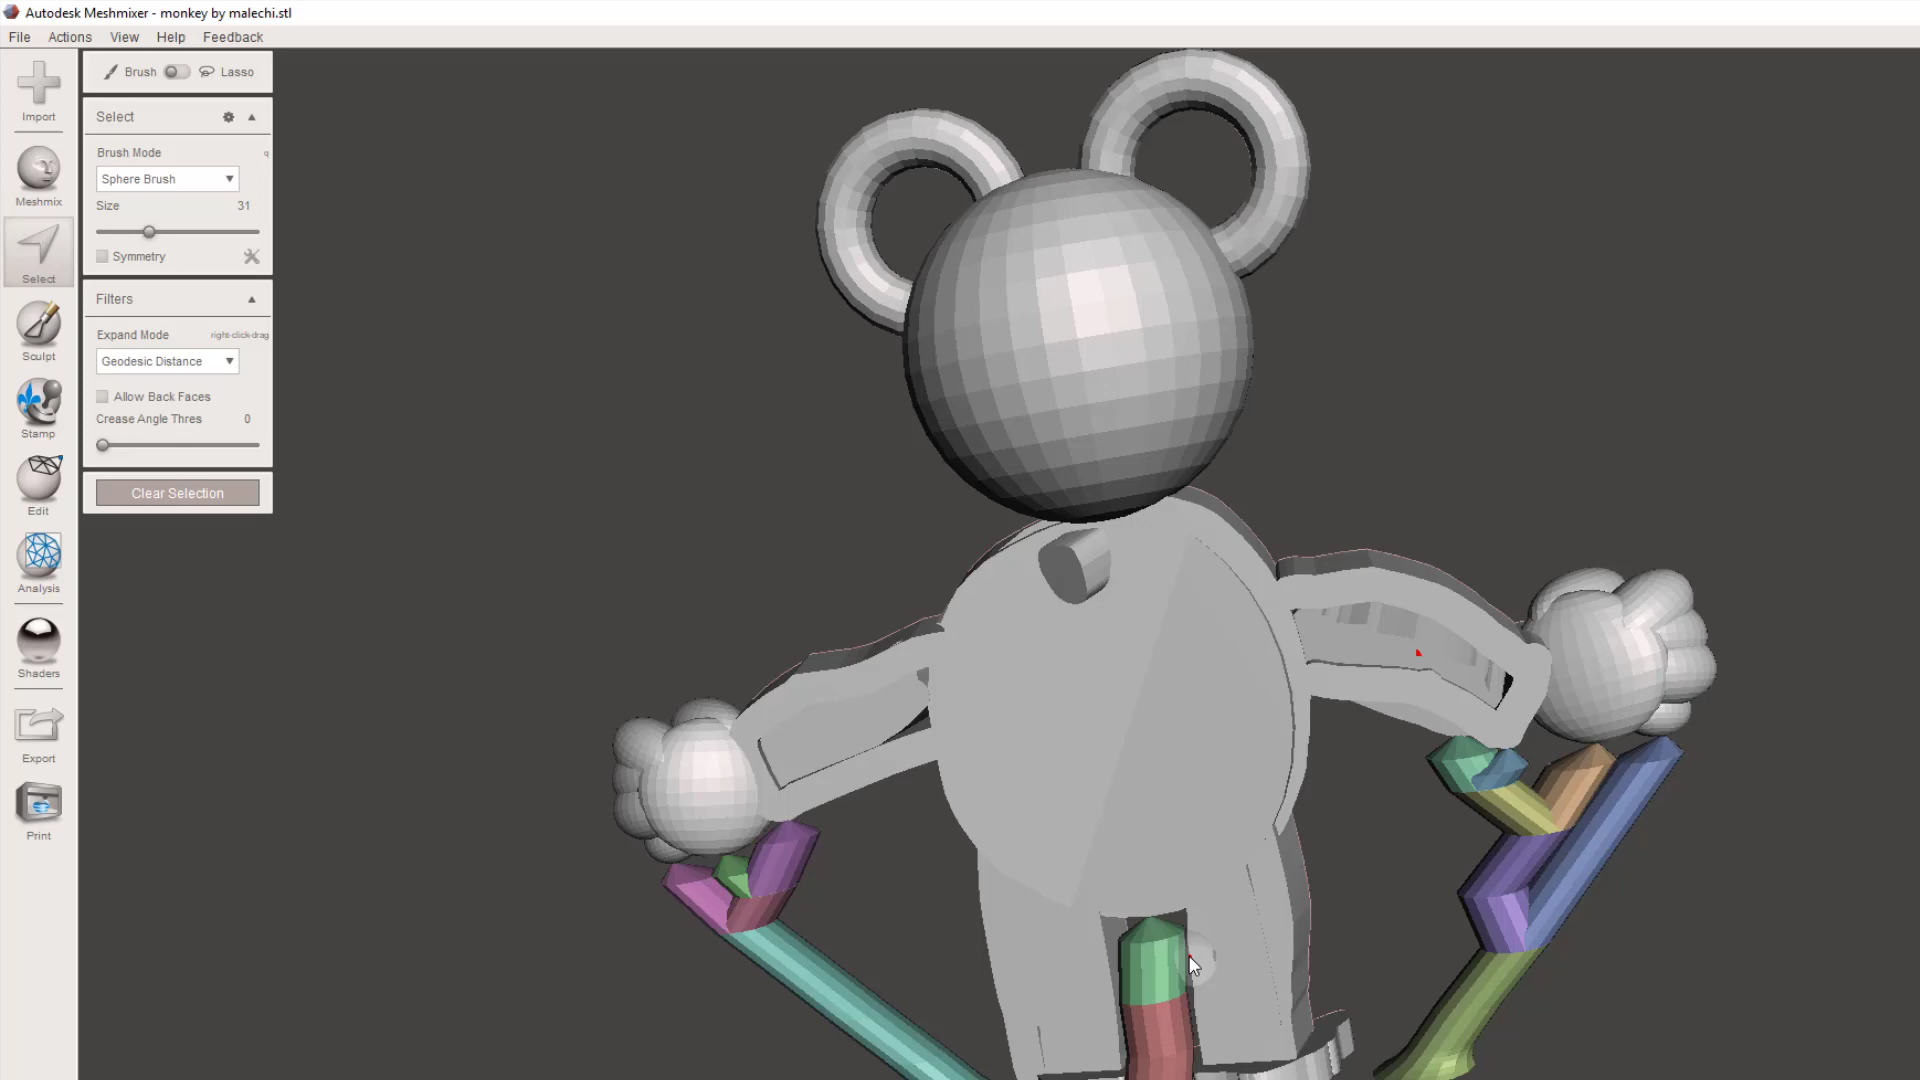 Autodesk Meshmixer - monkey by malechi.stl
File Actions View Help Feedback
Import
Meshmix
Select
Sculpt
Stamp
Edit
Analysis
Shaders
Export
Print
Brush Lasso
Select
Brush Mode q
Sphere Brush
Size 31
Symmetry
Filters
Expand Mode right-click-drag
Geodesic Distance
Allow Back Faces
Crease Angle Thres 0
Clear Selection